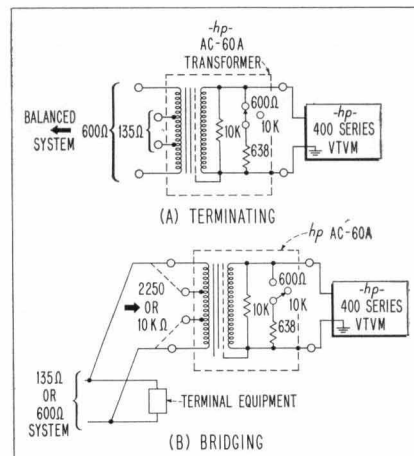 -hp-
AC-60A
TRANSFORMER
BALANCED
SYSTEM
600Ω
135Ω
10K
600Ω
10K
638
-hp-
400 SERIES
VTVM
(A) TERMINATING
hp AC-60A
2250
OR
10KΩ
10K
600Ω
10K
638
-hp-
400 SERIES
VTVM
135Ω
OR
600Ω
SYSTEM
TERMINAL EQUIPMENT
(B) BRIDGING